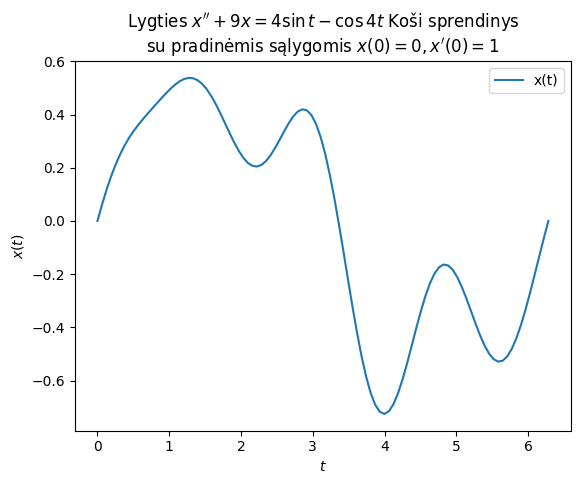 Lygties x′′ + 9x = 4 sin t − cos 4t Koši sprendinys
su pradinėmis sąlygomis x(0) = 0, x′(0) = 1
x(t)
0.6
0.4
0.2
0.0
−0.2
−0.4
−0.6
x(t)
0 1 2 3 4 5 6
t